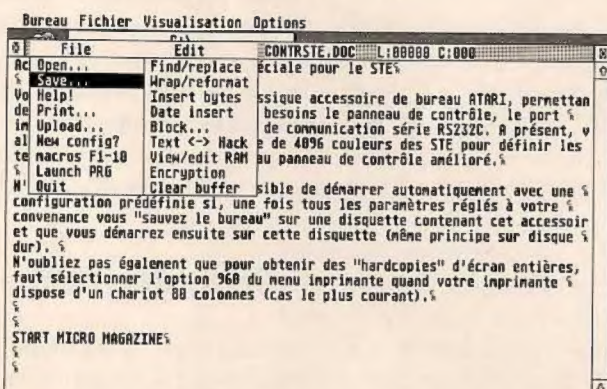 Bureau Fichier Visualisation Options
C:\
File Edit CONTRSTE.DOC L:00000 C:000
Ac Open... Find/replace éciale pour le STE
Save... Wrap/reformat
Vo Help! Insert bytes ssique accessoire de bureau ATARI, permettan
de Print... Date insert besoins le panneau de contrôle, le port
im Upload... Block... de communication série RS232C. A présent, v
al New config? Text <-> Hack e de 4096 couleurs des STE pour définir les
te macros F1-10 View/edit RAM au panneau de contrôle amélioré.
Launch PRG Encryption
N' Quit Clear buffer sible de démarrer automatiquement avec une
configuration prédéfinie si, une fois tous les paramètres réglés à votre
convenance vous "sauvez le bureau" sur une disquette contenant cet accessoir
et que vous démarrez ensuite sur cette disquette (même principe sur disque
dur).
N'oubliez pas également que pour obtenir des "hardcopies" d'écran entières,
faut sélectionner l'option 960 du menu imprimante quand votre imprimante
dispose d'un chariot 80 colonnes (cas le plus courant).
START MICRO MAGAZINE